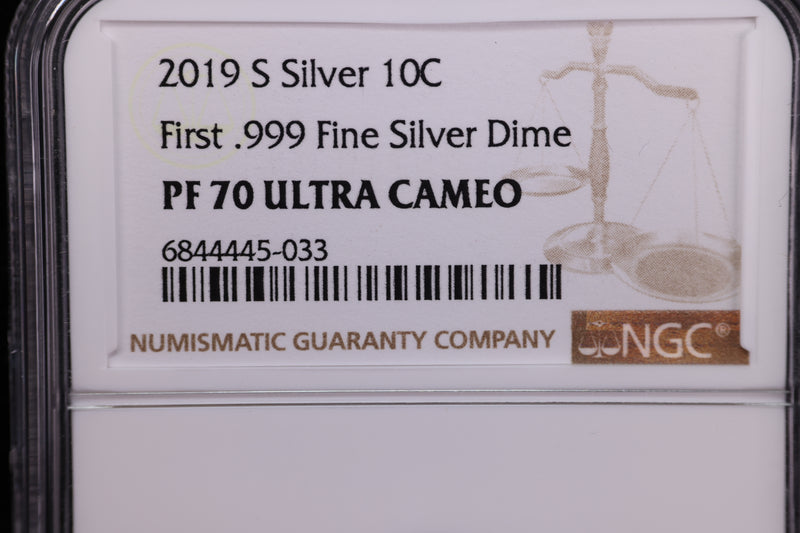 2019 S Silver 10C
First .999 Fine Silver Dime
PF 70 ULTRA CAMEO
6844445-033
NUMISMATIC GUARANTY COMPANY
NGC®